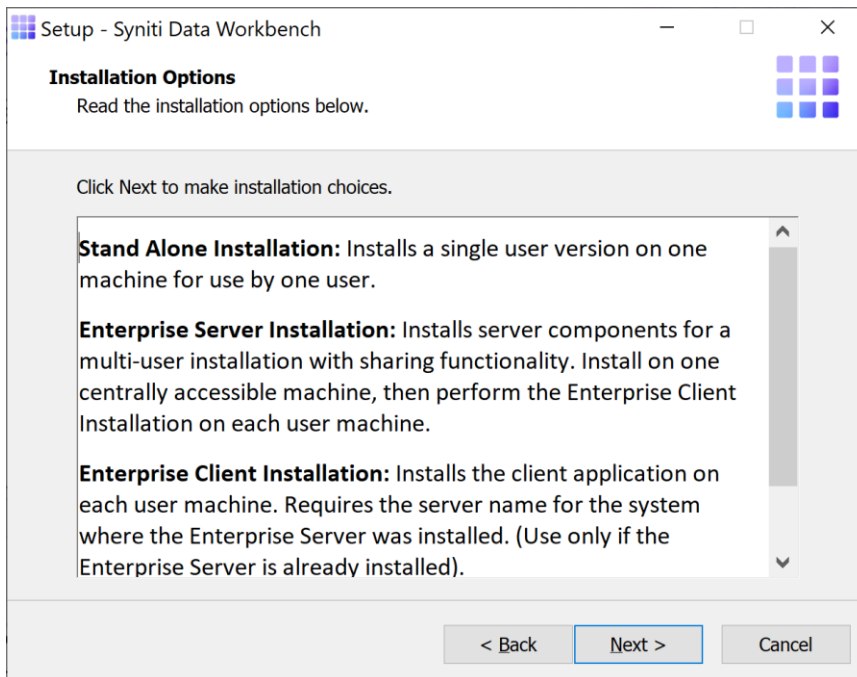 Setup - Syniti Data Workbench
Installation Options
Read the installation options below.
Click Next to make installation choices.
Stand Alone Installation: Installs a single user version on one
machine for use by one user.
Enterprise Server Installation: Installs server components for a
multi-user installation with sharing functionality. Install on one
centrally accessible machine, then perform the Enterprise Client
Installation on each user machine.
Enterprise Client Installation: Installs the client application on
each user machine. Requires the server name for the system
where the Enterprise Server was installed. (Use only if the
Enterprise Server is already installed).
< Back
Next >
Cancel